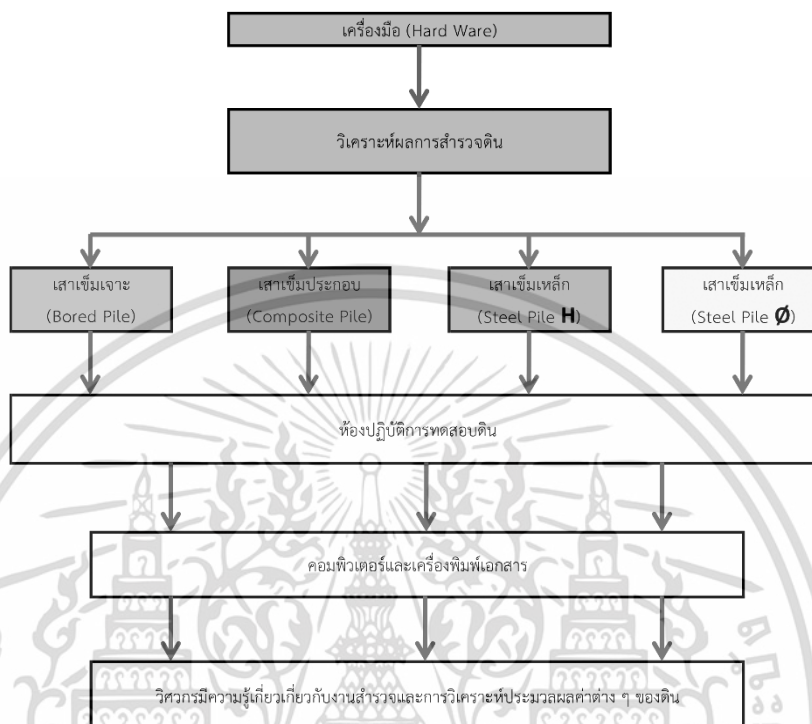 เครื่องมือ (Hard Ware)
วิเคราะห์ผลการสำรวจดิน
เสาเข็มเจาะ
(Bored Pile)
เสาเข็มประกอบ
(Composite Pile)
เสาเข็มเหล็ก
(Steel Pile H)
เสาเข็มเหล็ก
(Steel Pile Ø)
ห้องปฏิบัติการทดสอบดิน
คอมพิวเตอร์และเครื่องพิมพ์เอกสาร
วิศวกรมีความรู้เกี่ยวเกี่ยวกับงานสำรวจและการวิเคราะห์ประมวลผลค่าต่าง ๆ ของดิน